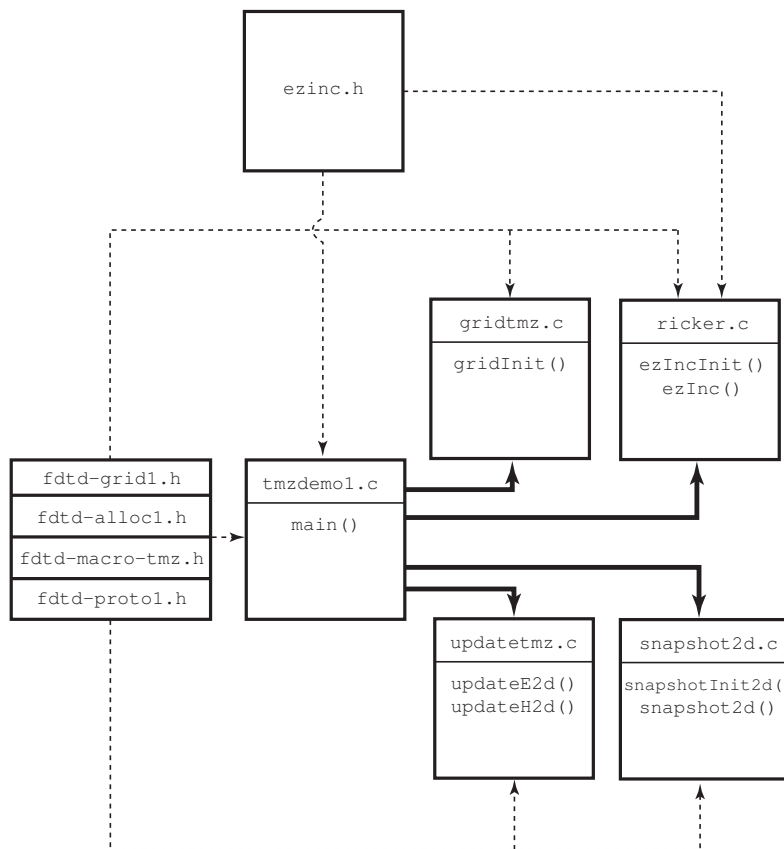 ezinc.h
gridtmz.c
gridInit()
ricker.c
ezIncInit()
ezInc()
fdtd-grid1.h
fdtd-alloc1.h
fdtd-macro-tmz.h
fdtd-proto1.h
tmzdemo1.c
main()
updatetmz.c
updateE2d()
updateH2d()
snapshot2d.c
snapshotInit2d(
snapshot2d()